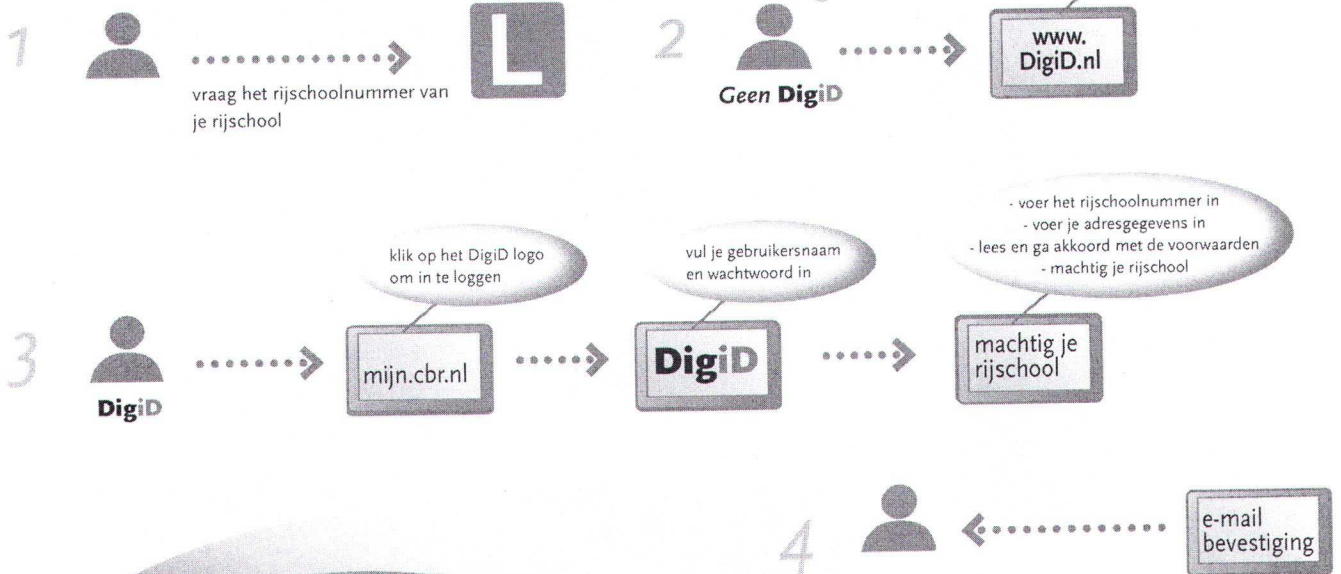 1
L
vraag het rijschoolnummer van
je rijschool
2
Geen DigiD
www.
DigiD.nl
3
DigiD
klik op het DigiD logo
om in te loggen
mijn.cbr.nl
vul je gebruikersnaam
en wachtwoord in
DigiD
- voer het rijschoolnummer in
- voer je adresgegevens in
- lees en ga akkoord met de voorwaarden
- machtig je rijschool
machtig je
rijschool
4
e-mail
bevestiging